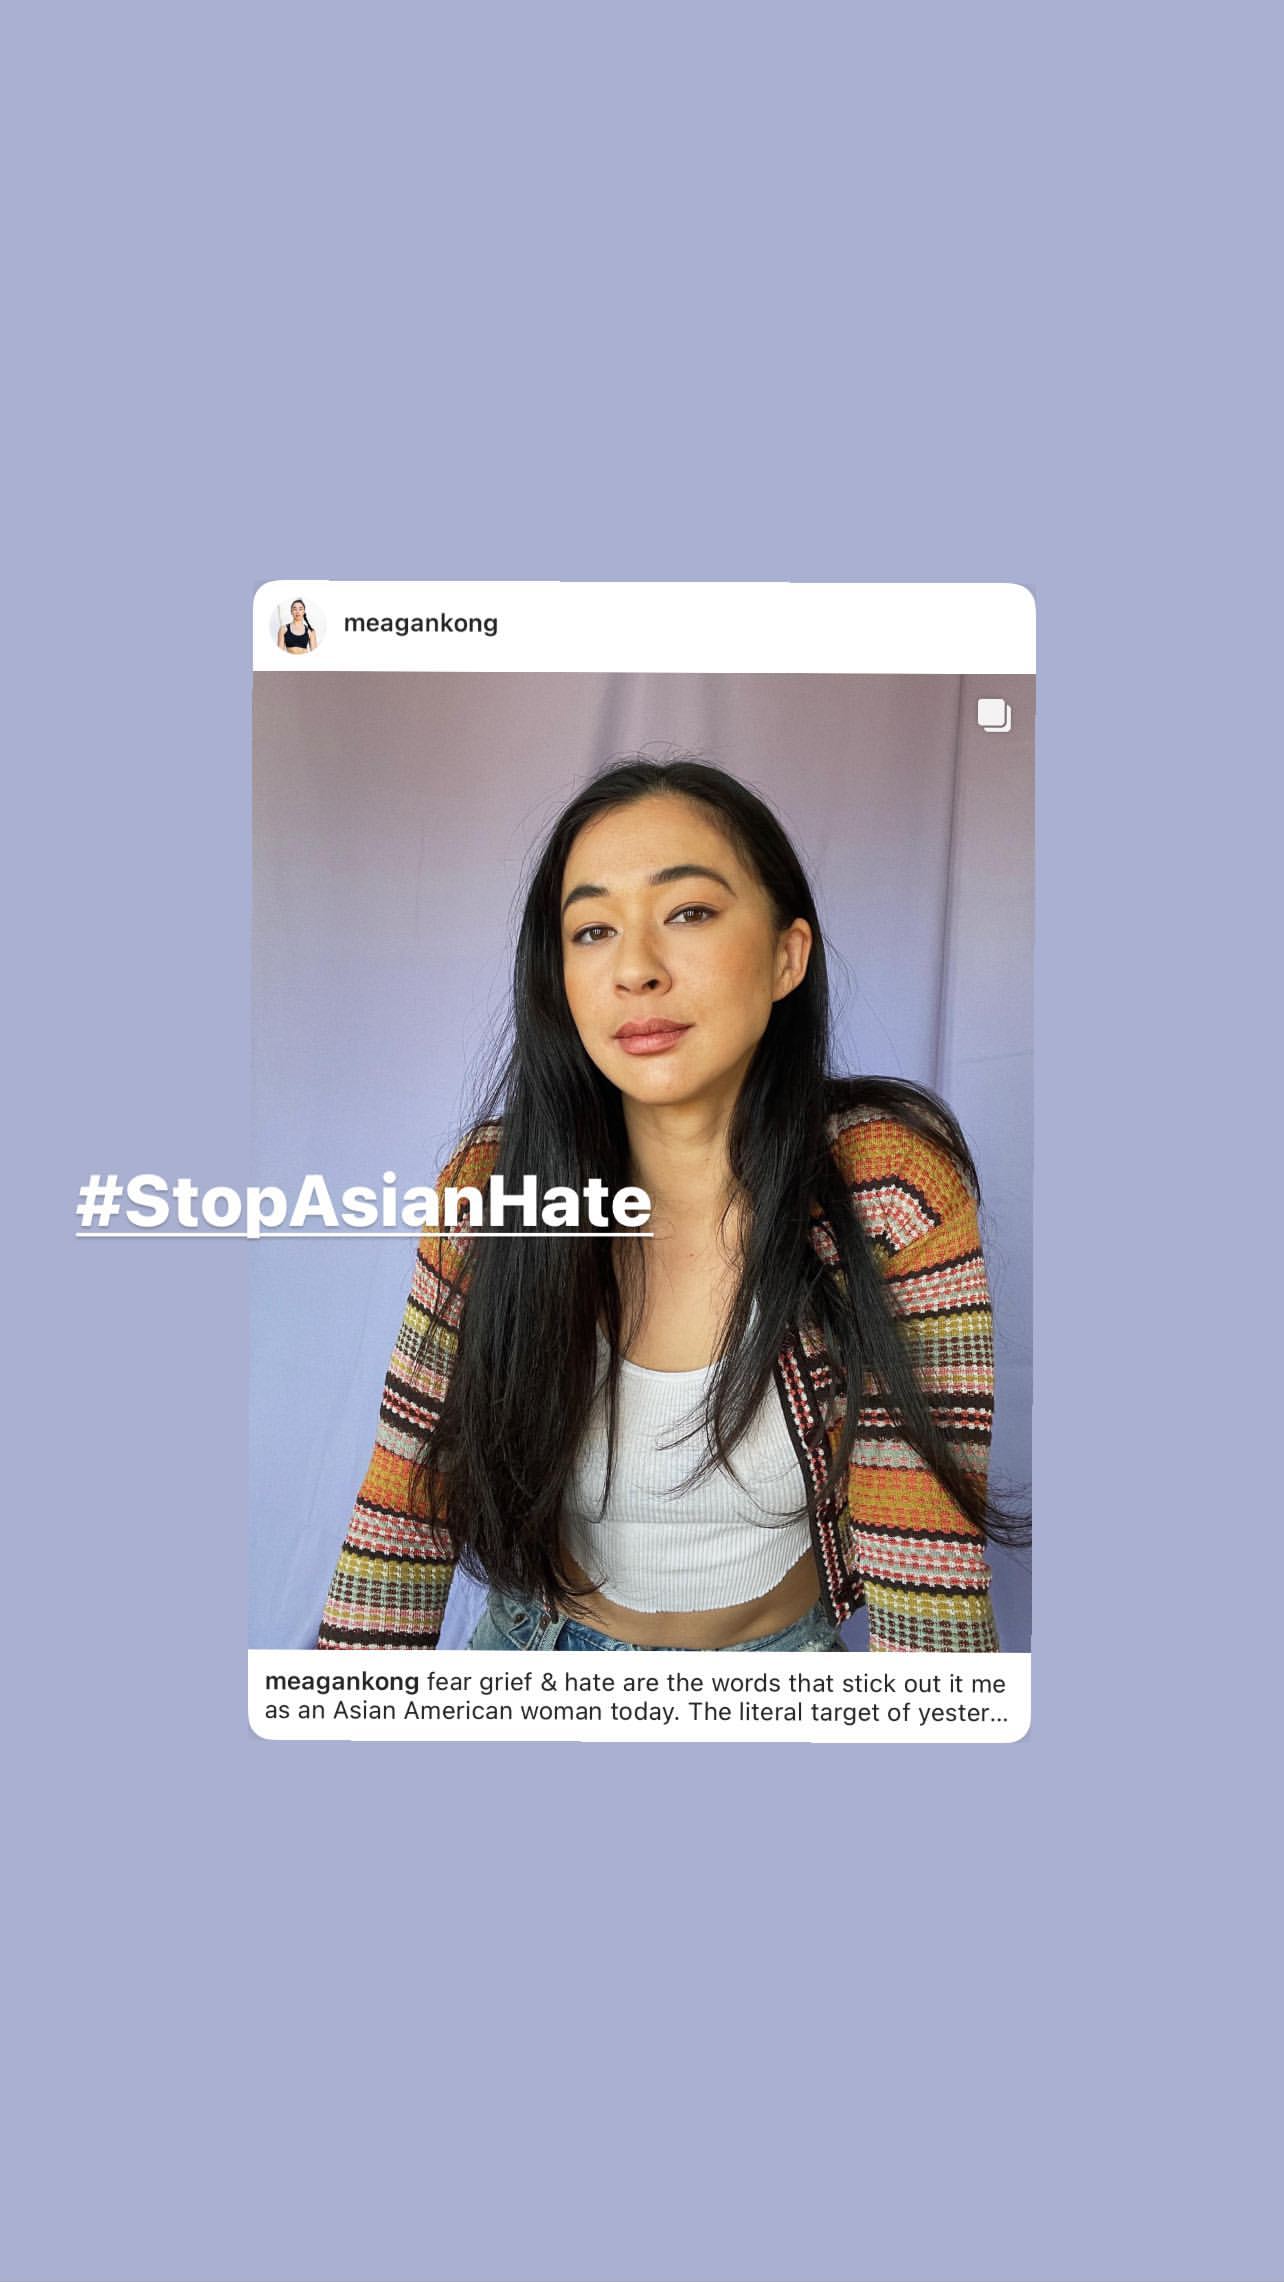 meagankong
#StopAsianHate
meagankong fear grief & hate are the words that stick out it me
as an Asian American woman today. The literal target of yester...